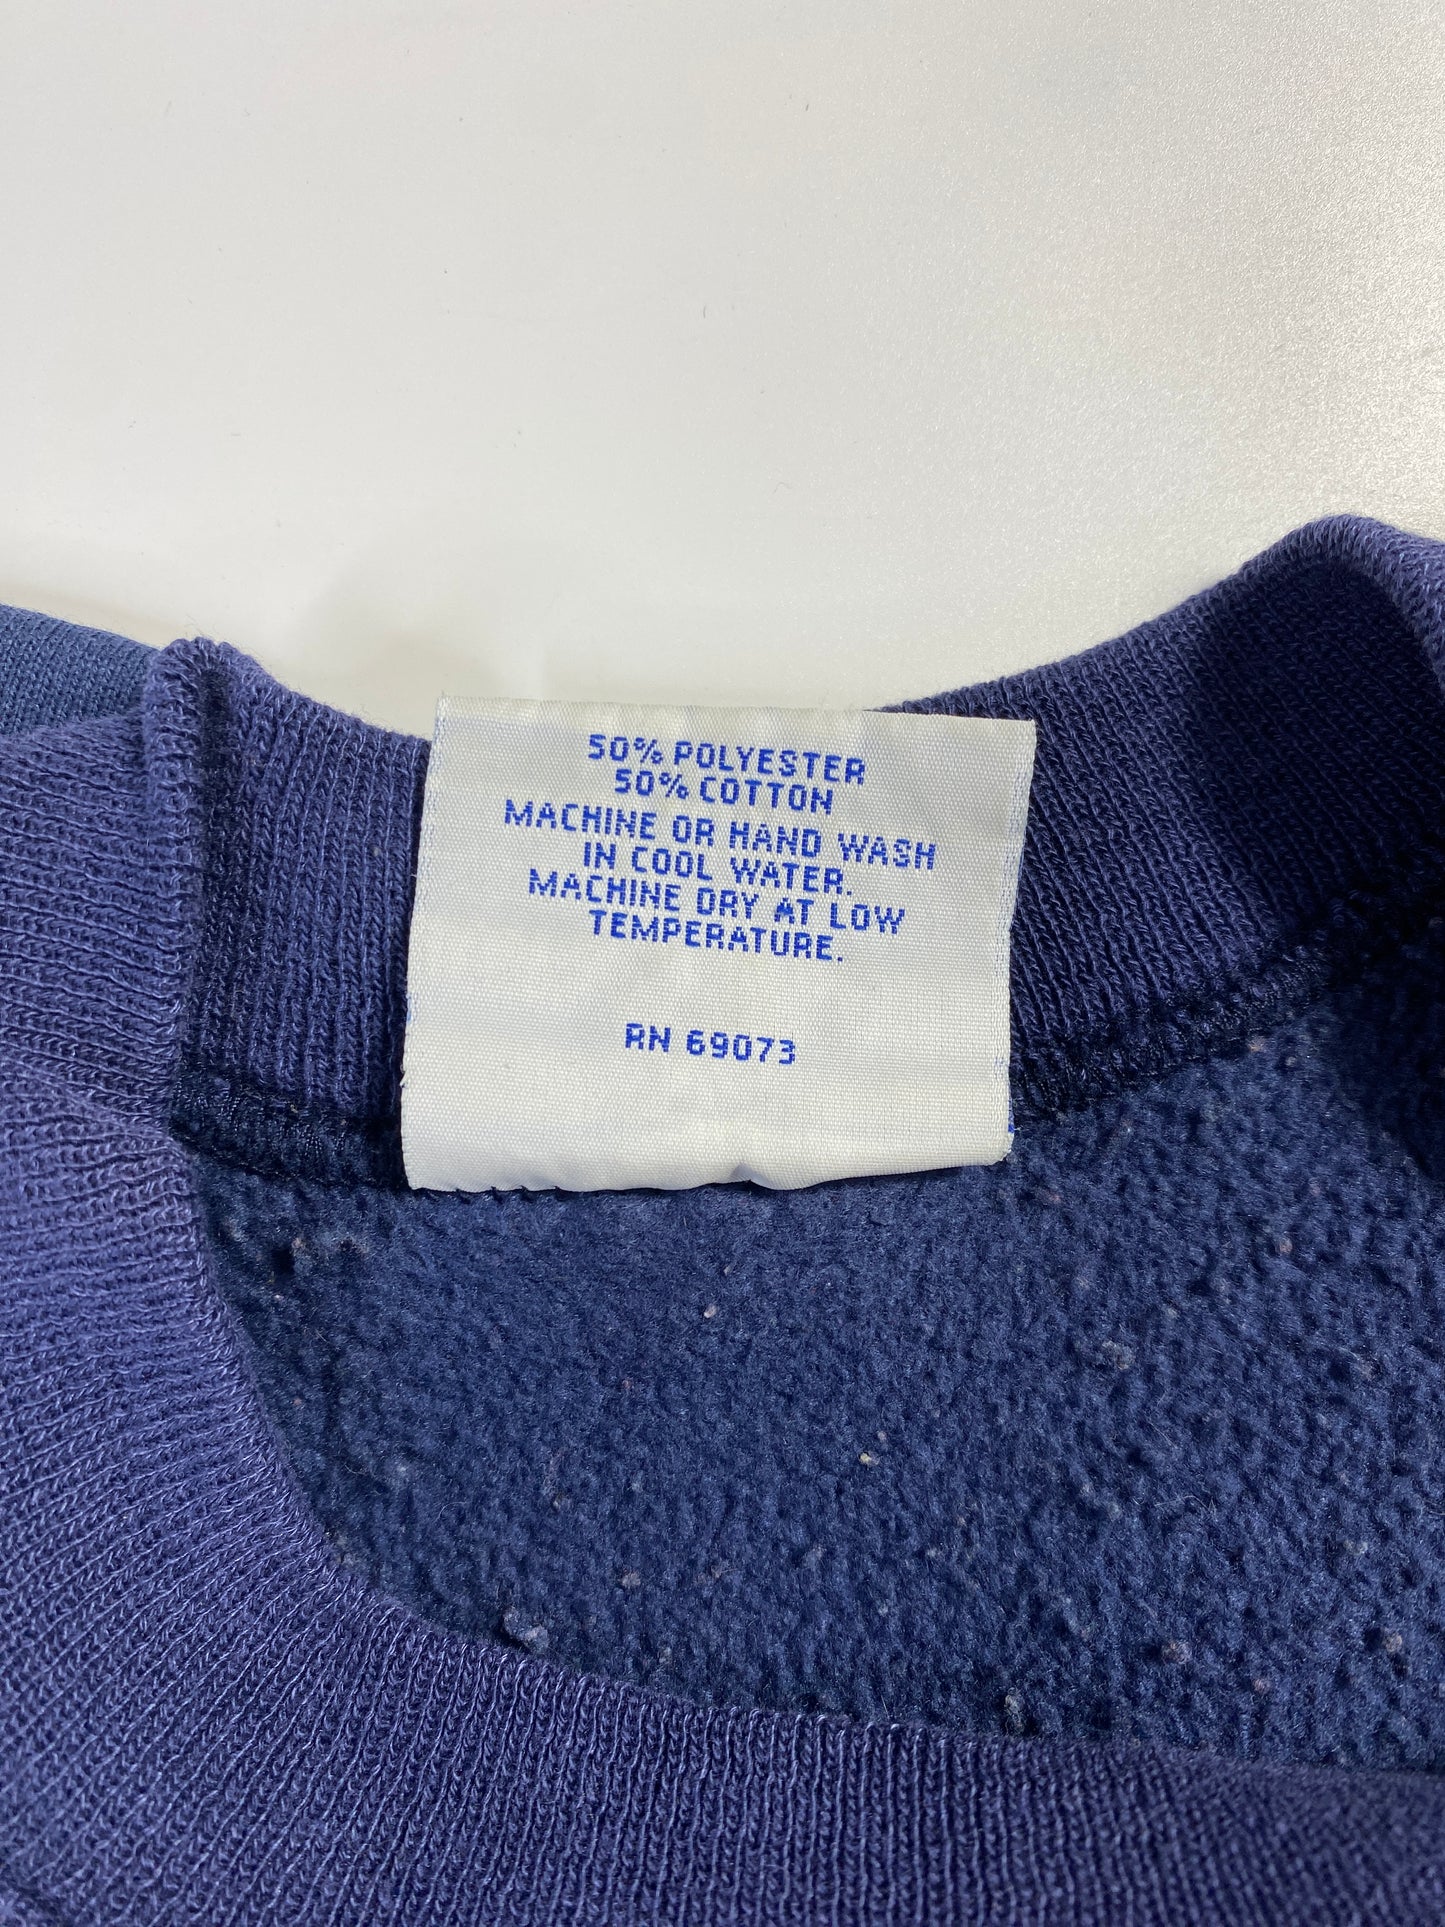 50% POLYESTER
50% COTTON
MACHINE OR HAND WASH
IN COOL WATER.
MACHINE DRY AT LOW
TEMPERATURE.
RN 69073